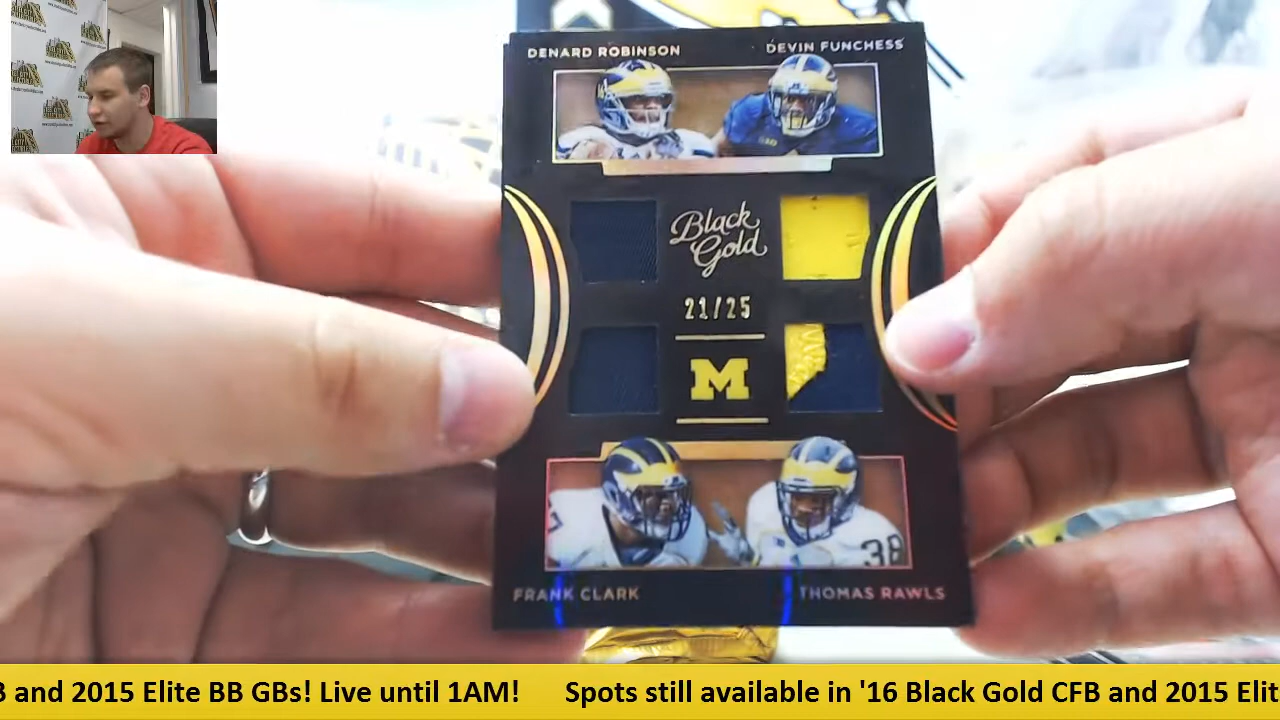 DENARD ROBINSON
DEVIN FUNCHESS
Black
Gold
21/25
M
FRANK CLARK
THOMAS RAWLS
38
B and 2015 Elite BB GBs! Live until 1AM! Spots still available in '16 Black Gold CFB and 2015 Elit